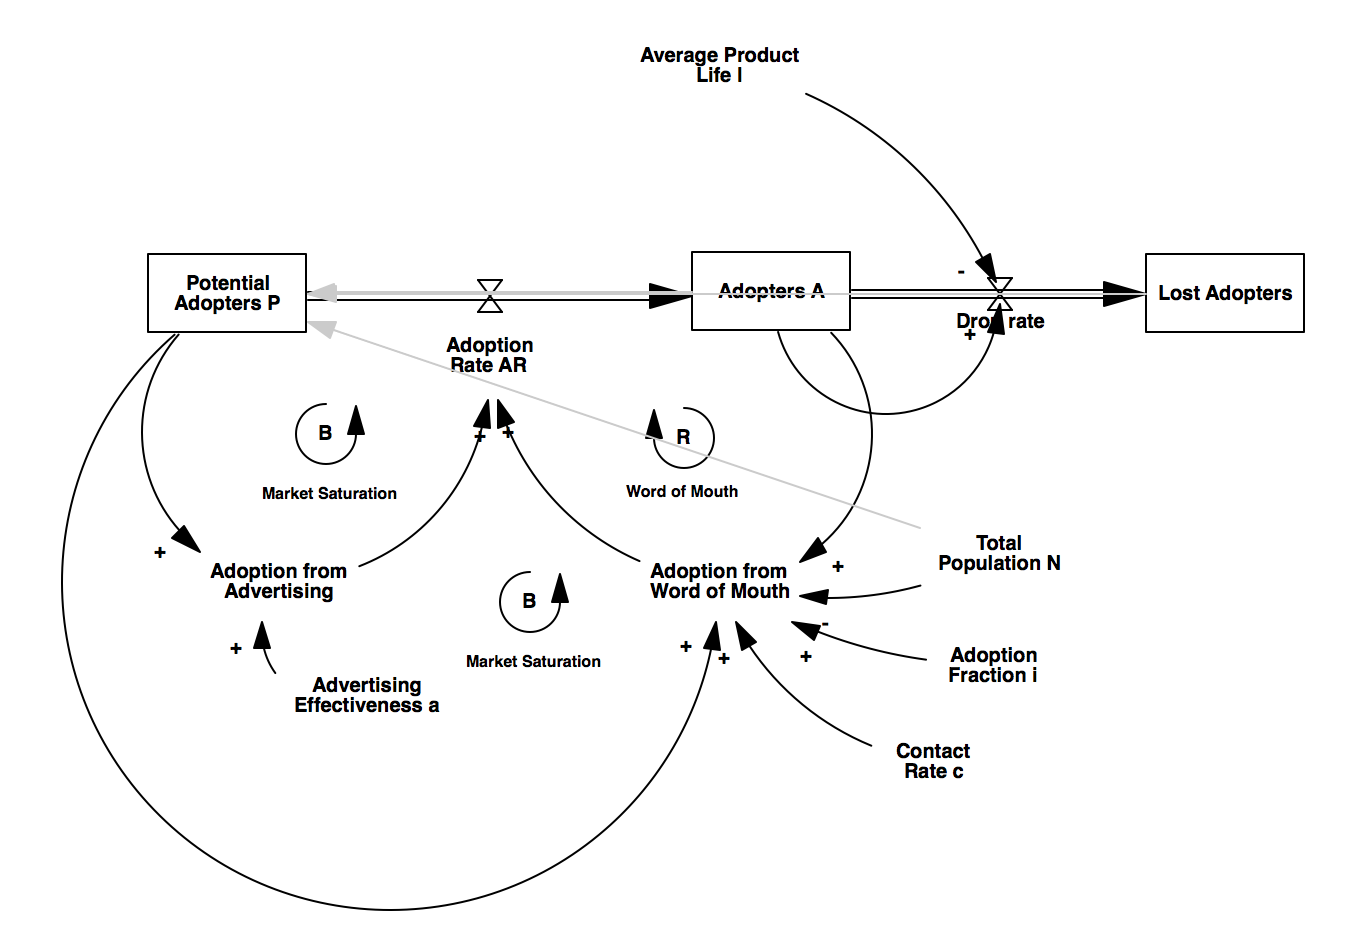 Average Product
Life l
Potential
Adopters P
Adopters A
Lost Adopters
-
Drop rate
+
Adoption
Rate AR
B
R
+
+
Market Saturation
Word of Mouth
+
Adoption from
Advertising
Adoption from
Word of Mouth
+
Total
Population N
B
-
+
+
+
+
Market Saturation
Adoption
Fraction i
Advertising
Effectiveness a
Contact
Rate c